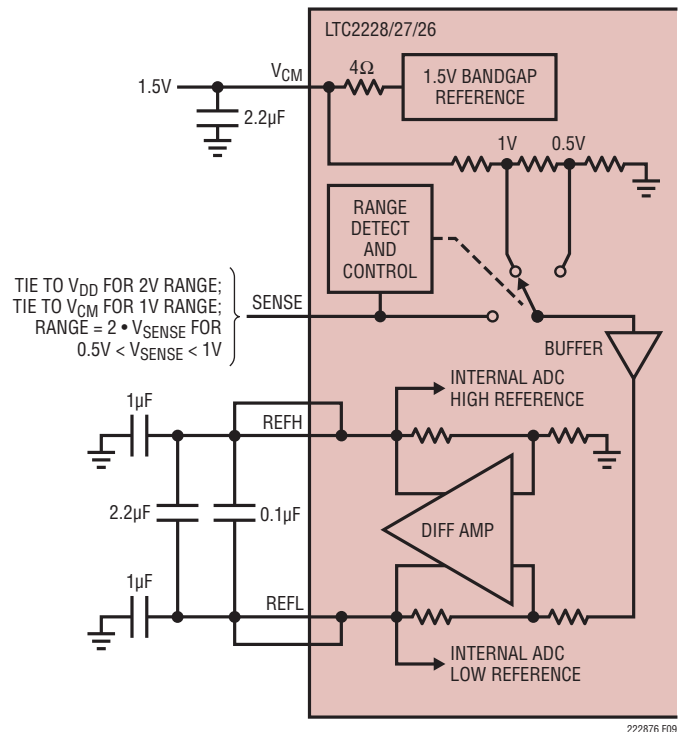 LTC2228/27/26
VCM
4Ω
1.5V
1.5V BANDGAP
REFERENCE
2.2µF
1V
0.5V
RANGE
DETECT
AND
CONTROL
TIE TO VDD FOR 2V RANGE;
TIE TO VCM FOR 1V RANGE;
RANGE = 2 • VSENSE FOR
0.5V < VSENSE < 1V
SENSE
BUFFER
INTERNAL ADC
HIGH REFERENCE
1µF
REFH
2.2µF
0.1µF
DIFF AMP
1µF
REFL
INTERNAL ADC
LOW REFERENCE
222876 F09